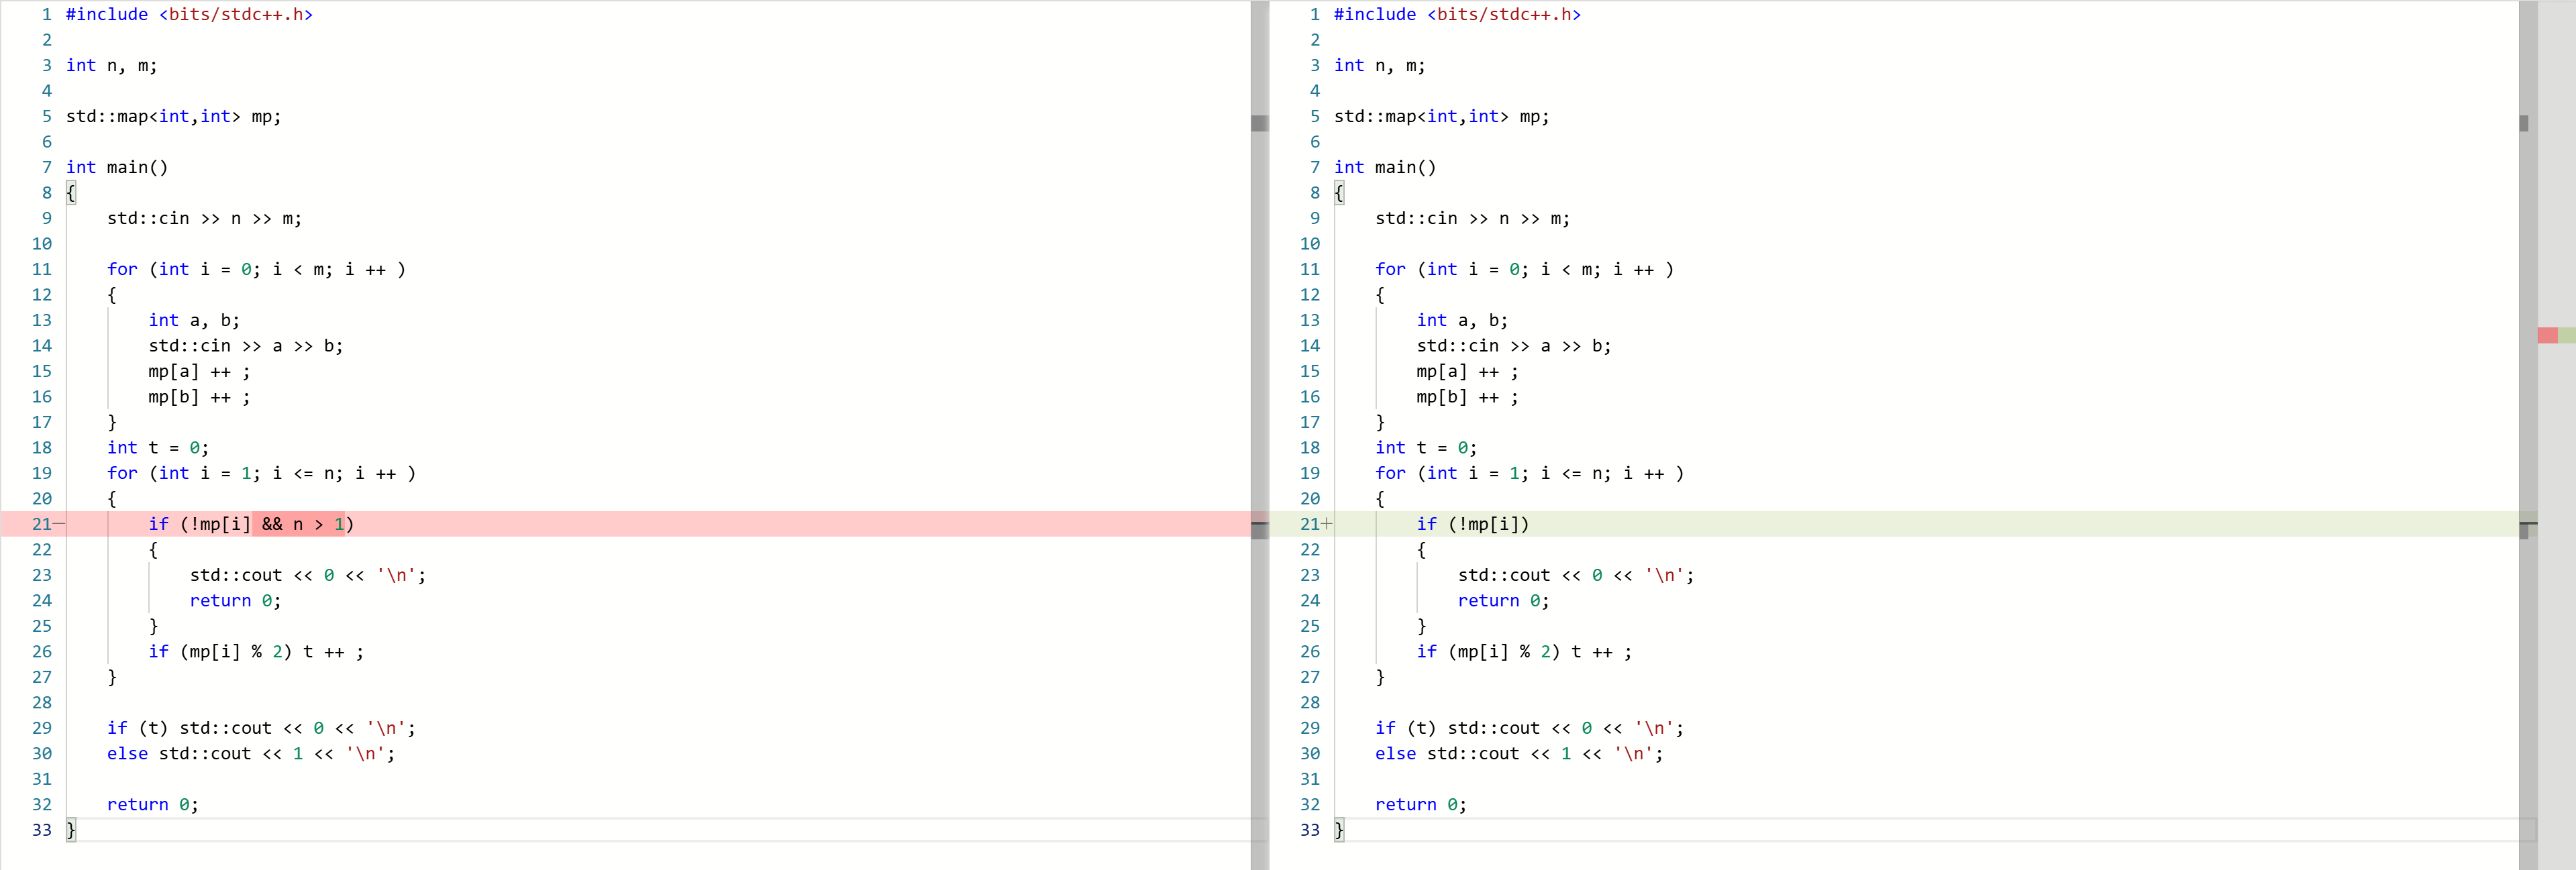 1 #include <bits/stdc++.h>
2
3 int n, m;
4
5 std::map<int,int> mp;
6
7 int main()
8 {
9     std::cin >> n >> m;
10
11     for (int i = 0; i < m; i ++ )
12     {
13         int a, b;
14         std::cin >> a >> b;
15         mp[a] ++ ;
16         mp[b] ++ ;
17     }
18     int t = 0;
19     for (int i = 1; i <= n; i ++ )
20     {
21—         if (!mp[i] && n > 1)
22         {
23             std::cout << 0 << '\n';
24             return 0;
25         }
26         if (mp[i] % 2) t ++ ;
27     }
28
29     if (t) std::cout << 0 << '\n';
30     else std::cout << 1 << '\n';
31
32     return 0;
33 }
1 #include <bits/stdc++.h>
2
3 int n, m;
4
5 std::map<int,int> mp;
6
7 int main()
8 {
9     std::cin >> n >> m;
10
11     for (int i = 0; i < m; i ++ )
12     {
13         int a, b;
14         std::cin >> a >> b;
15         mp[a] ++ ;
16         mp[b] ++ ;
17     }
18     int t = 0;
19     for (int i = 1; i <= n; i ++ )
20     {
21+         if (!mp[i])
22         {
23             std::cout << 0 << '\n';
24             return 0;
25         }
26         if (mp[i] % 2) t ++ ;
27     }
28
29     if (t) std::cout << 0 << '\n';
30     else std::cout << 1 << '\n';
31
32     return 0;
33 }